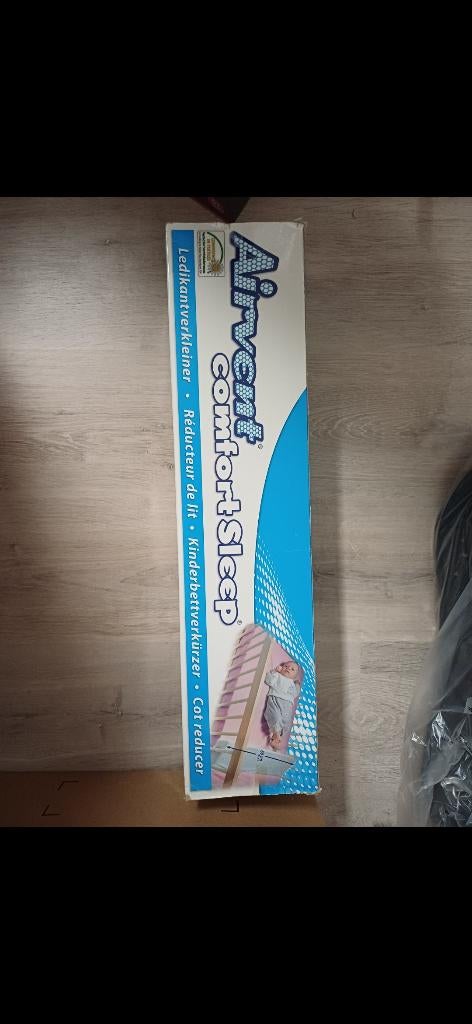 Airvent®
comfortSleep®
Ledikantverkleiner • Réducteur de lit • Kinderbettverkürzer • Cot reducer